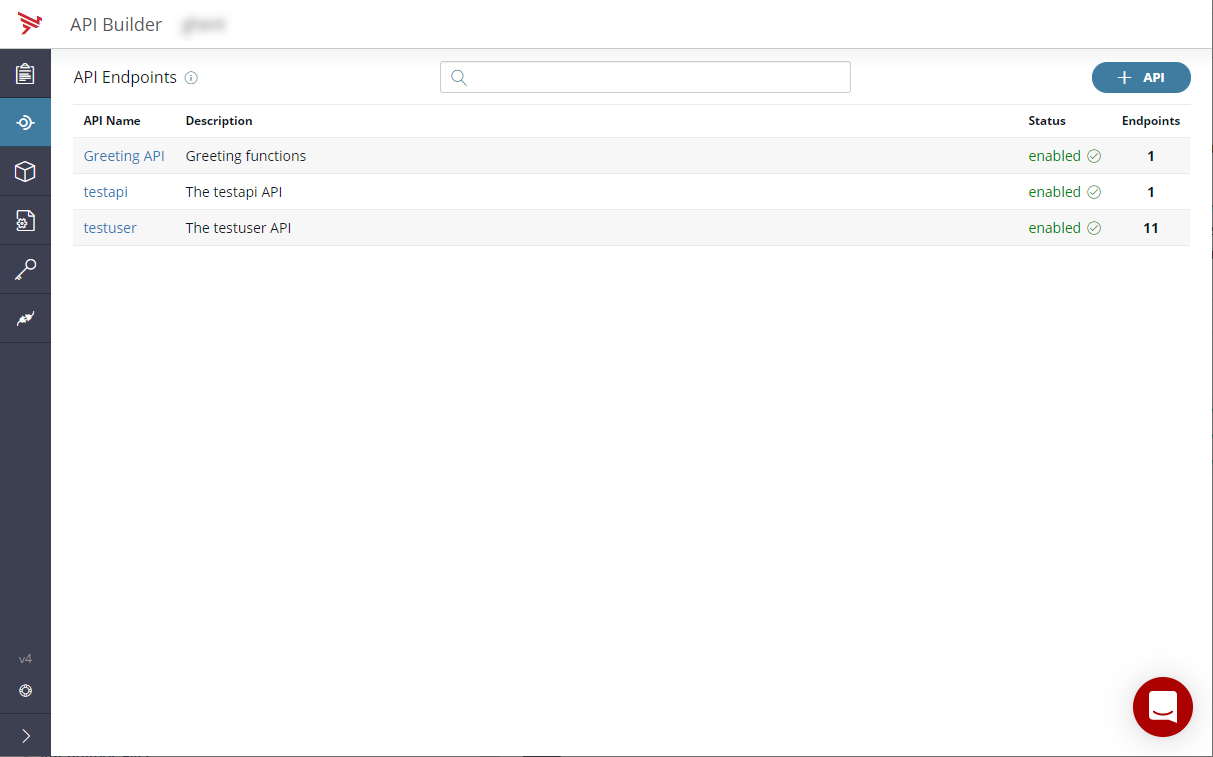 API Builder
API Endpoints
+ API
API Name Description Status Endpoints
Greeting API Greeting functions enabled 1
testapi The testapi API enabled 1
testuser The testuser API enabled 11
v4